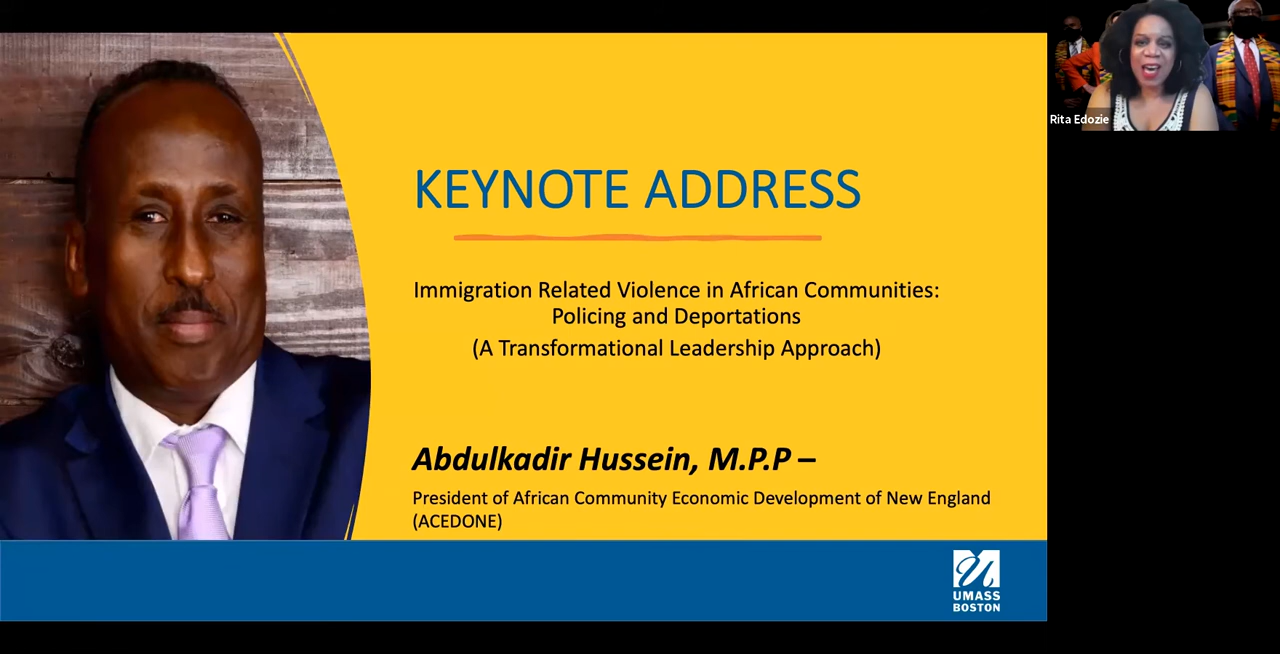 KEYNOTE ADDRESS
Immigration Related Violence in African Communities:
Policing and Deportations
(A Transformational Leadership Approach)
Abdulkadir Hussein, M.P.P –
President of African Community Economic Development of New England
(ACEDONE)
UMASS
BOSTON
Rita Edozie